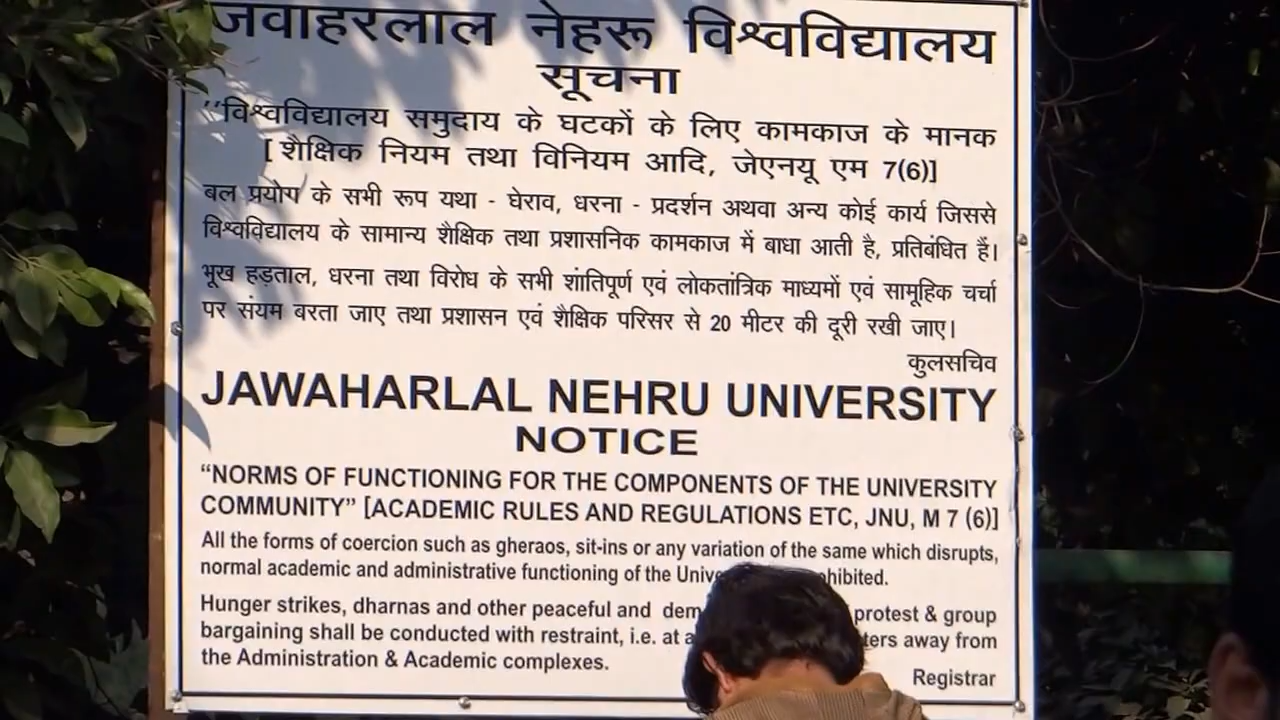 जवाहरलाल नेहरू विश्वविद्यालय
सूचना
''विश्वविद्यालय समुदाय के घटकों के लिए कामकाज के मानक
[ शैक्षिक नियम तथा विनियम आदि, जेएनयू एम 7(6)]
बल प्रयोग के सभी रूप यथा - घेराव, धरना - प्रदर्शन अथवा अन्य कोई कार्य जिससे
विश्वविद्यालय के सामान्य शैक्षिक तथा प्रशासनिक कामकाज में बाधा आती है, प्रतिबंधित हैं।
भूख हड़ताल, धरना तथा विरोध के सभी शांतिपूर्ण एवं लोकतांत्रिक माध्यमों एवं सामूहिक चर्चा
पर संयम बरता जाए तथा प्रशासन एवं शैक्षिक परिसर से 20 मीटर की दूरी रखी जाए।
कुलसचिव
JAWAHARLAL NEHRU UNIVERSITY
NOTICE
“NORMS OF FUNCTIONING FOR THE COMPONENTS OF THE UNIVERSITY
COMMUNITY” [ACADEMIC RULES AND REGULATIONS ETC, JNU, M 7 (6)]
All the forms of coercion such as gheraos, sit-ins or any variation of the same which disrupts,
normal academic and administrative functioning of the
Hunger strikes, dharnas and other peaceful and protest & group
bargaining shall be conducted with restraint, i.e. at away from
the Administration & Academic complexes.
Registrar